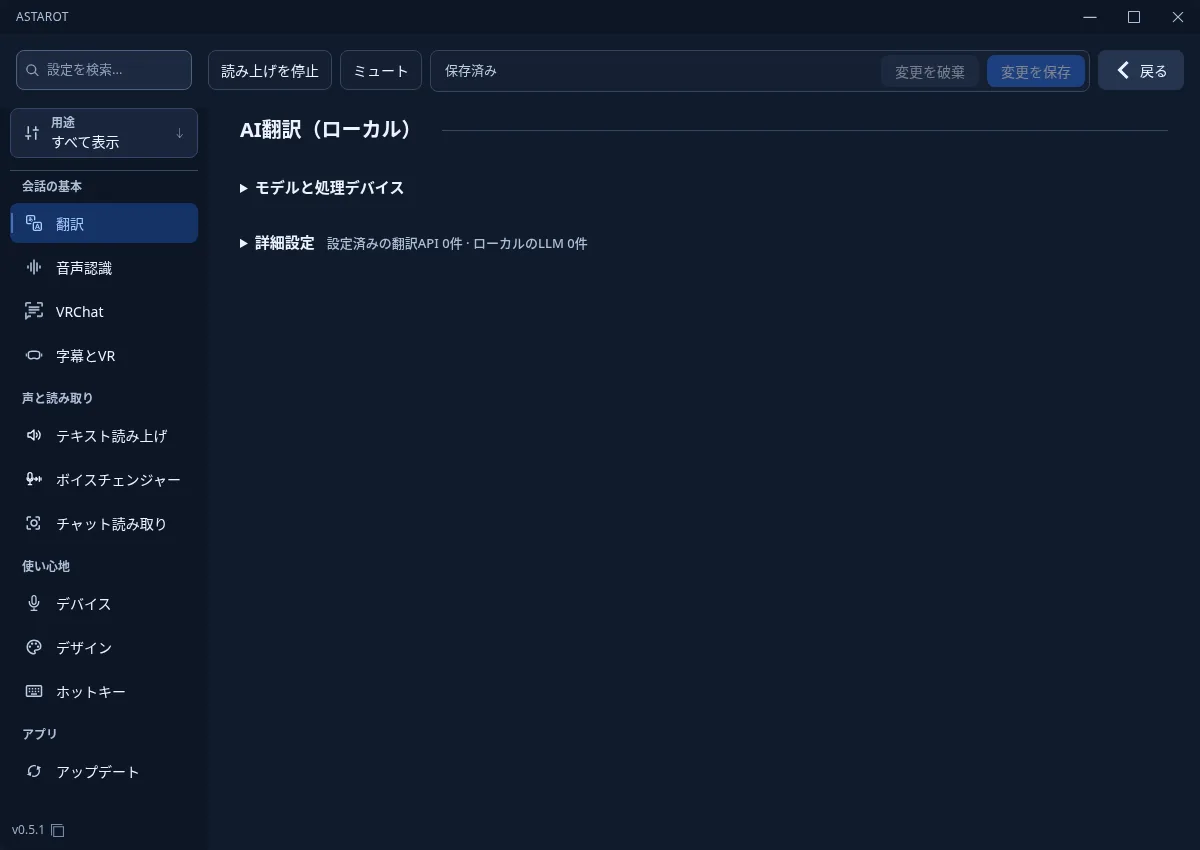 ASTAROT
設定を検索...
読み上げを停止
ミュート
保存済み
変更を破棄
変更を保存
戻る
用途
すべて表示
↓
会話の基本
翻訳
音声認識
VRChat
字幕とVR
声と読み取り
テキスト読み上げ
ボイスチェンジャー
チャット読み取り
使い心地
デバイス
デザイン
ホットキー
アプリ
アップデート
v0.5.1
AI翻訳（ローカル）
▶ モデルと処理デバイス
▶ 詳細設定 設定済みの翻訳API 0件 · ローカルのLLM 0件